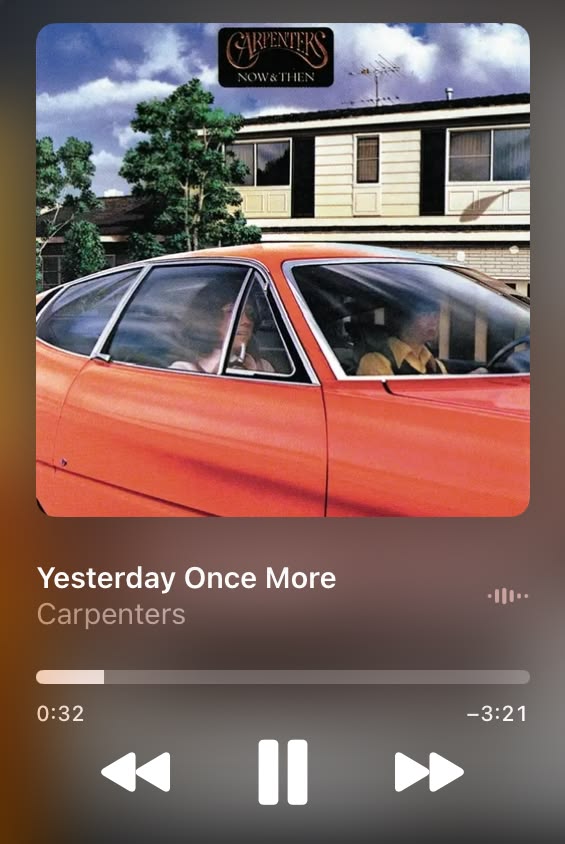 CARPENTERS
NOW & THEN
Yesterday Once More
Carpenters
0:32
–3:21